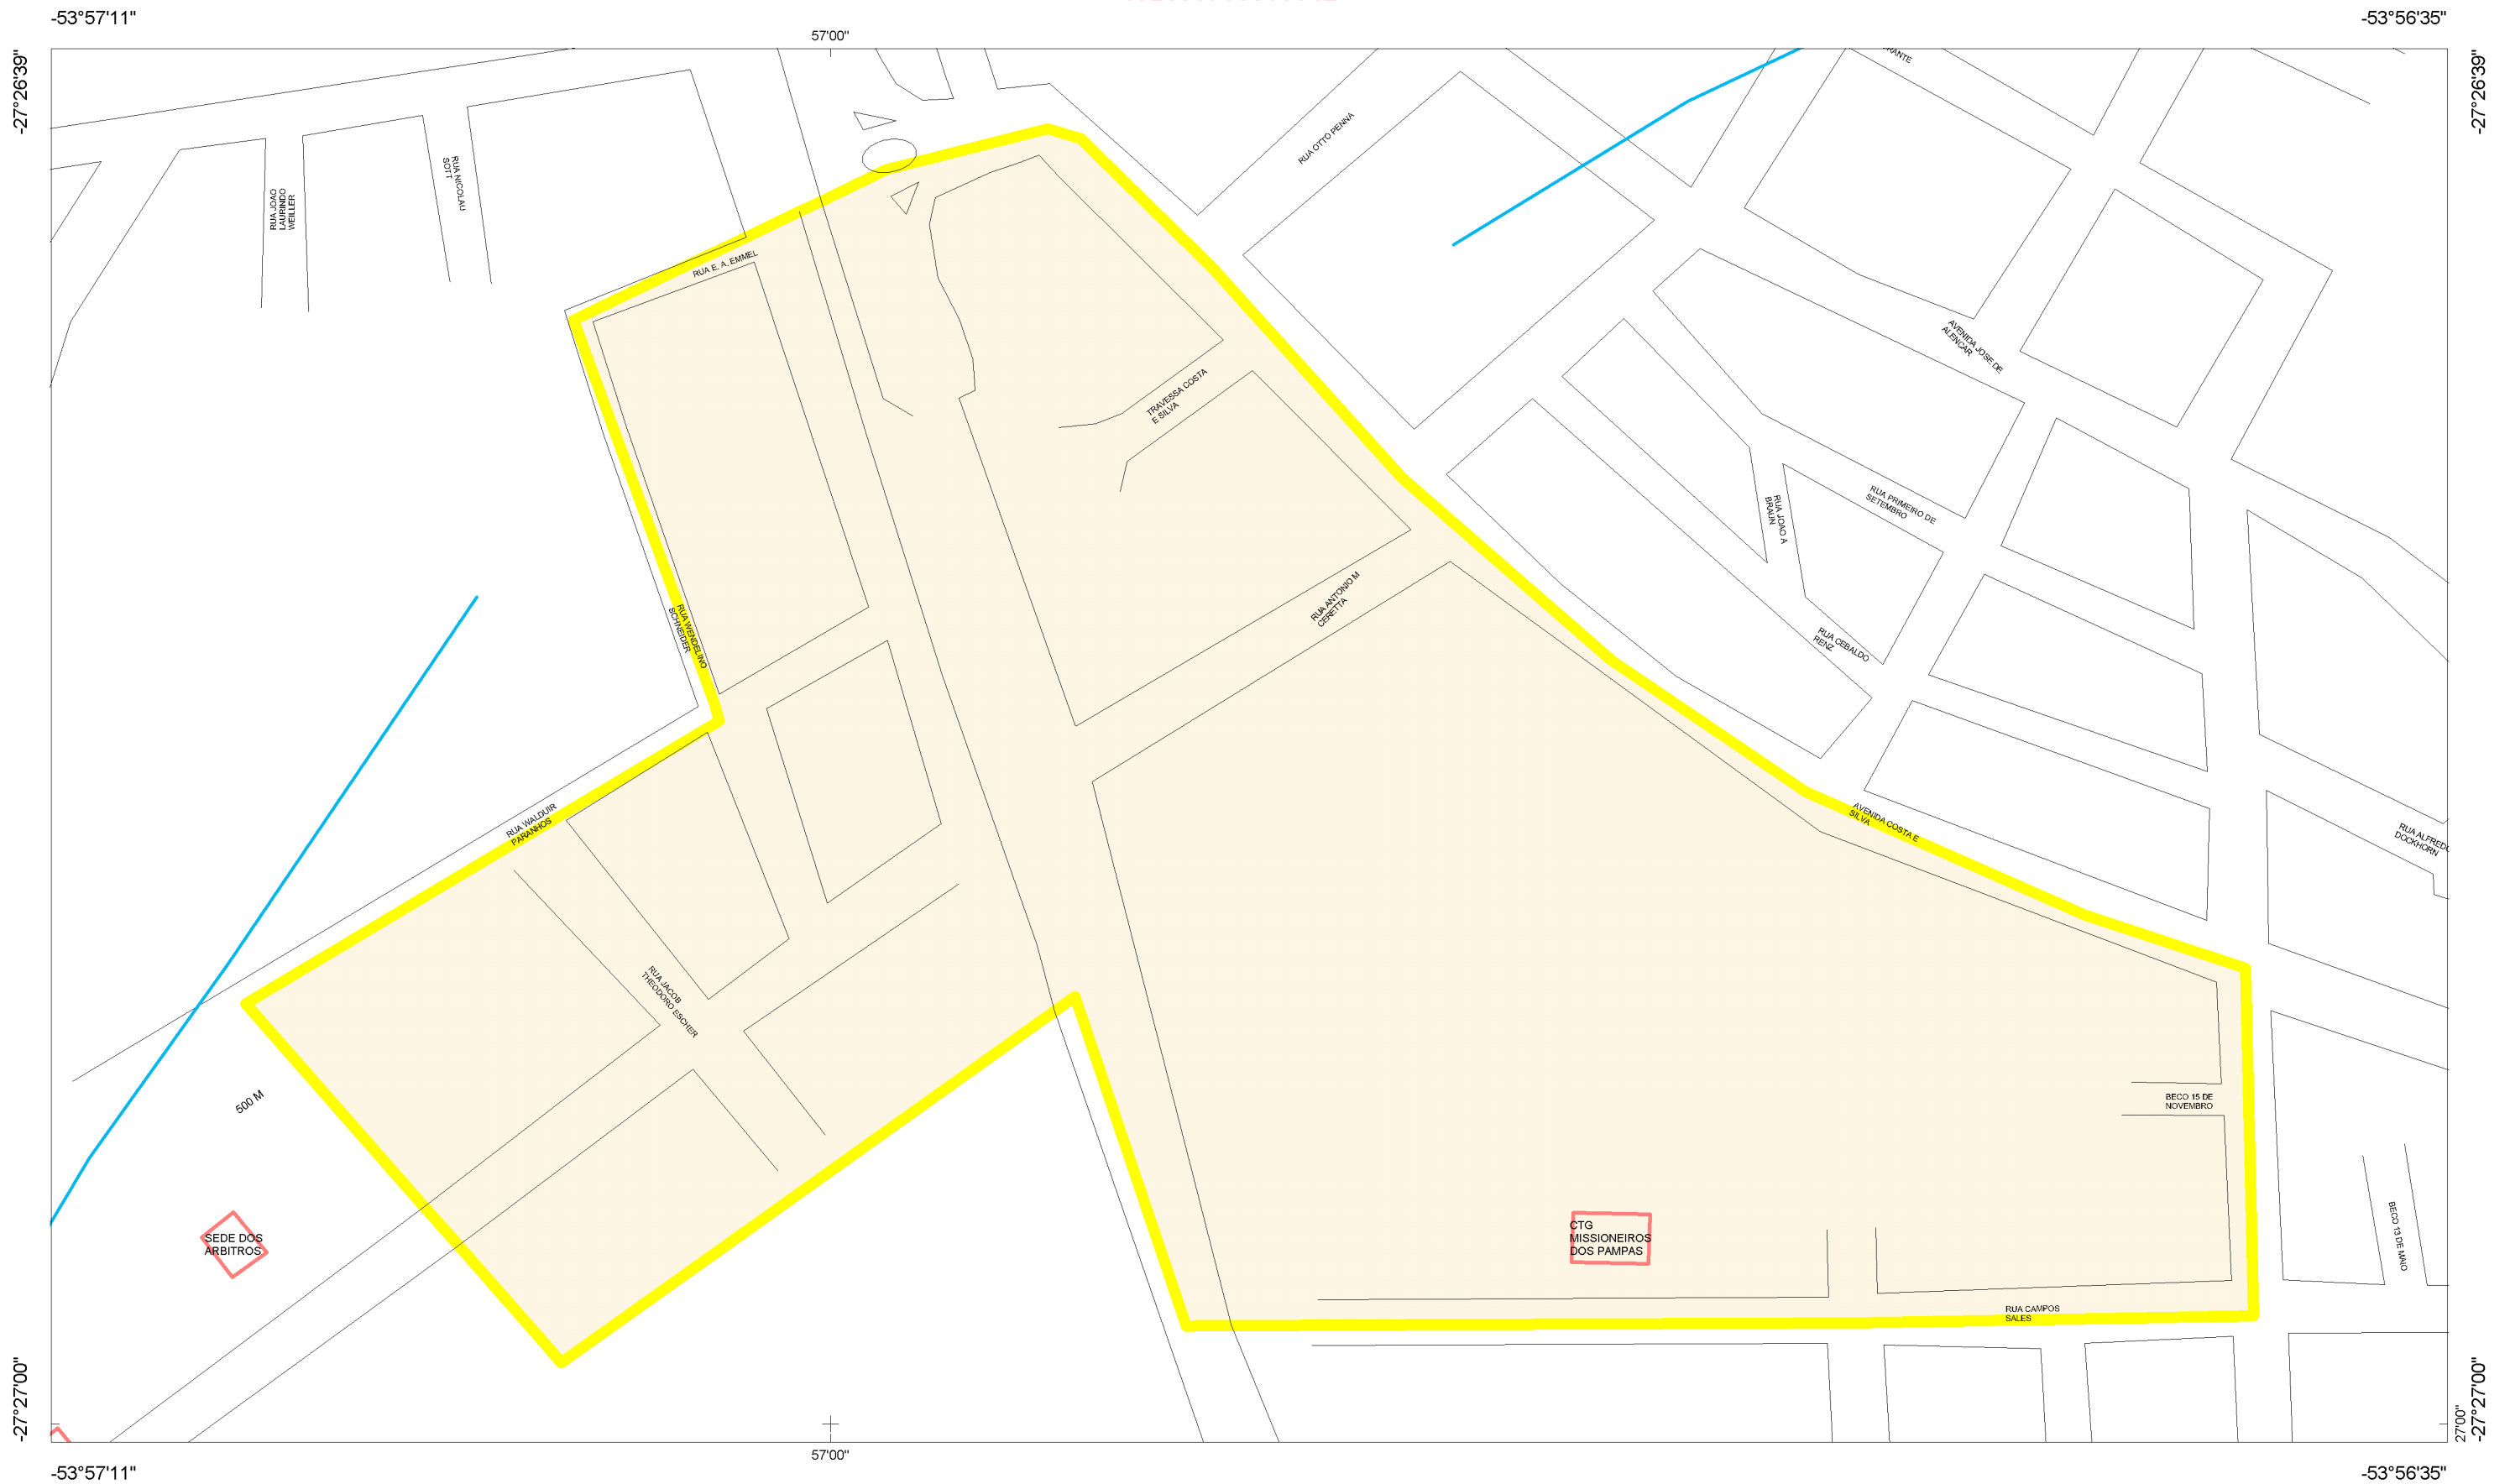 -53°57'11"
-53°56'35"
57'00"
-27°26'39"
-27°26'39"
RUA OTTO PENNA
RUA NICOLAU
SOTT
RUA JOAO
LAURINDO
WEILLER
RUA E. A. EMMEL
AVENIDA JOSE DE
ALENCAR
TRAVESSA COSTA
E SILVA
RUA PRIMEIRO DE
SETEMBRO
RUA JOAO A
BRAUN
RUA ANTONIO M
CERETTA
RUA WENDELINO
SCHNEIDER
RUA CEBALDO
RENZ
RUA WALDUIR
PARANHOS
AVENIDA COSTA E
SILVA
RUA ALFREDO
DOCKHORN
RUA JACOB
THEODORO ESCHER
500 M
BECO 15 DE
NOVEMBRO
SEDE DOS
ARBITROS
CTG
MISSIONEIROS
DOS PAMPAS
BECO 13 DE MAIO
RUA CAMPOS
SALES
-27°27'00"
27'00"
-27°27'00"
57'00"
-53°57'11"
-53°56'35"